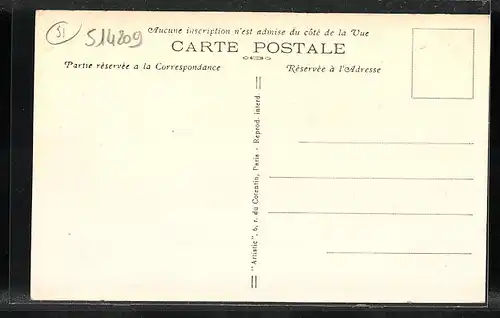 51
514209
Aucune inscription n'est admise du côté de la Vue
CARTE POSTALE
Partie réservée a la Correspondance
Réservée à l'Adresse
"Artistic", 6, r. du Cotentin, Paris - Reprod. interd.